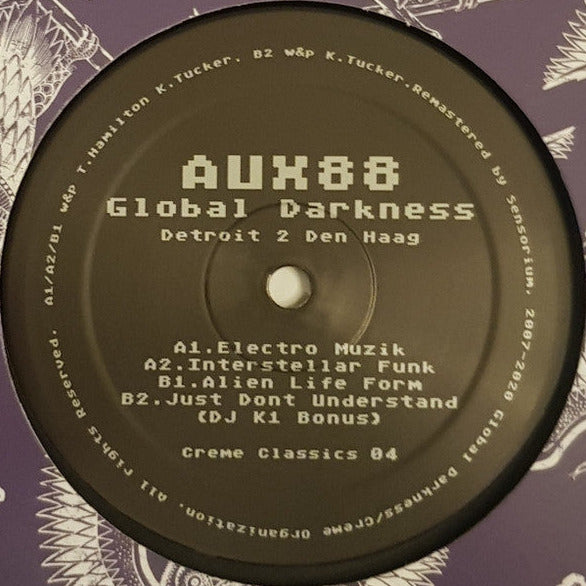 AUX88
Global Darkness
Detroit 2 Den Haag
A1.Electro Muzik
A2.Interstellar Funk
B1.Alien Life Form
B2.Just Dont Understand
(DJ K1 Bonus)
Creme Classics 04
A1/A2/B1 w&p T.Hamilton K.Tucker. B2 w&p K.Tucker.Remastered by Sensorium, 2007-2020 Global Darkness/Creme Organization. All Rights Reserved.